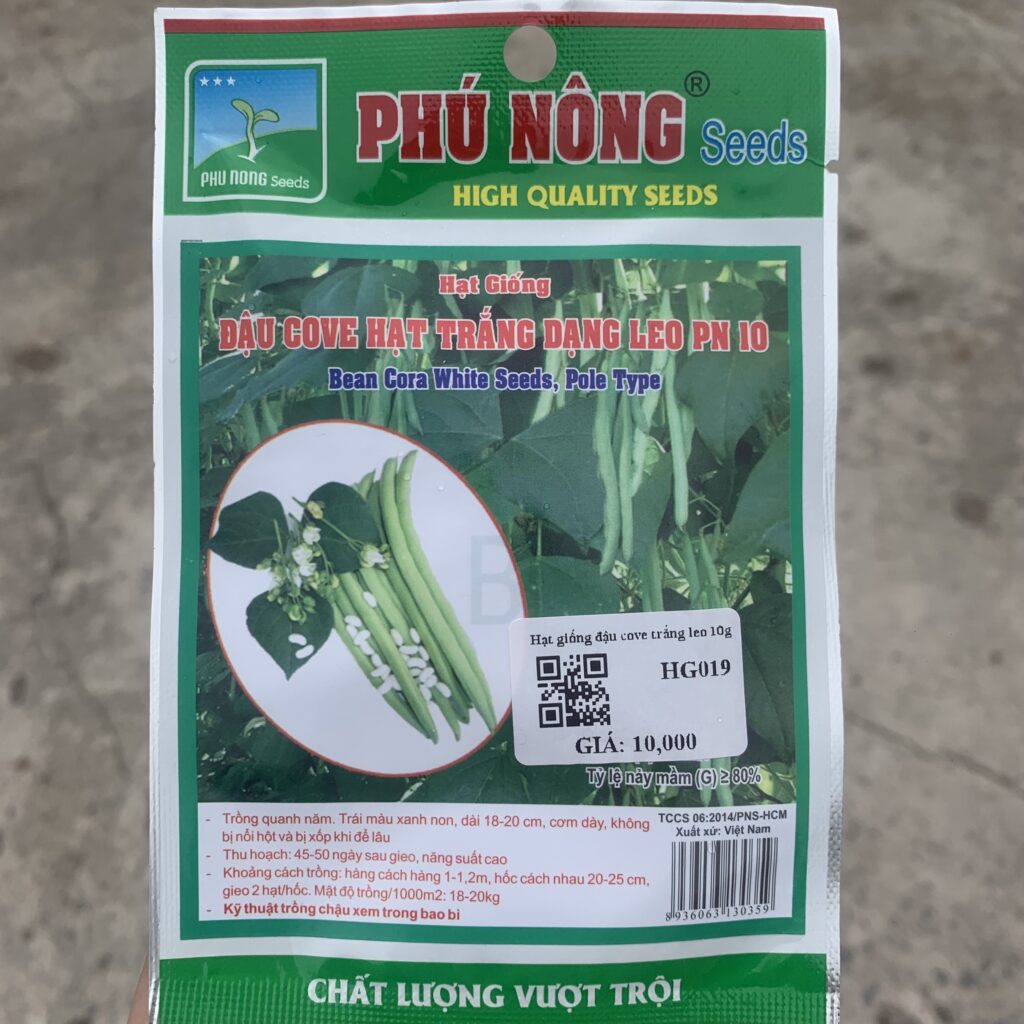 ★★★
PHU NONG Seeds
PHÚ NÔNG® Seeds
HIGH QUALITY SEEDS
Hạt Giống
ĐẬU COVE HẠT TRẮNG DẠNG LEO PN 10
Bean Cora White Seeds, Pole Type
B
Hạt giống đậu cove trắng leo 10g
HG019
GIÁ: 10,000
Tỷ lệ nảy mầm (G) ≥ 80%
- Trồng quanh năm. Trái màu xanh non, dài 18-20 cm, cơm dày, không
bị nổi hột và bị xốp khi để lâu
- Thu hoạch: 45-50 ngày sau gieo, năng suất cao
- Khoảng cách trồng: hàng cách hàng 1-1,2m, hốc cách nhau 20-25 cm,
gieo 2 hạt/hốc. Mật độ trồng/1000m2: 18-20kg
- Kỹ thuật trồng chậu xem trong bao bì
TCCS 06:2014/PNS-HCM
Xuất xứ: Việt Nam
8 936063 130359
CHẤT LƯỢNG VƯỢT TRỘI